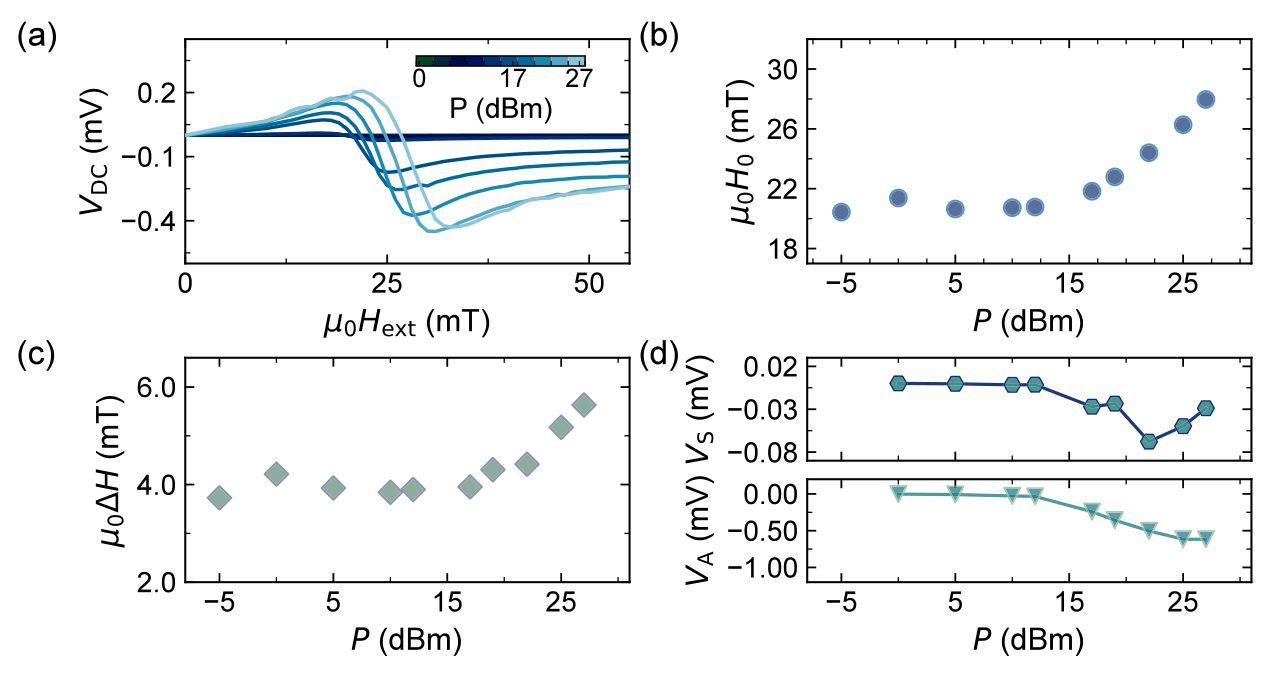 (a)
0.2
−0.1
−0.4
V_DC (mV)
0 17 27
P (dBm)
0 25 50
μ₀H_ext (mT)
(b)
30
26
22
18
μ₀H₀ (mT)
−5 5 15 25
P (dBm)
(c)
6.0
4.0
2.0
μ₀ΔH (mT)
−5 5 15 25
P (dBm)
(d)
0.02
−0.03
−0.08
V_S (mV)
0.00
−0.50
−1.00
V_A (mV)
−5 5 15 25
P (dBm)